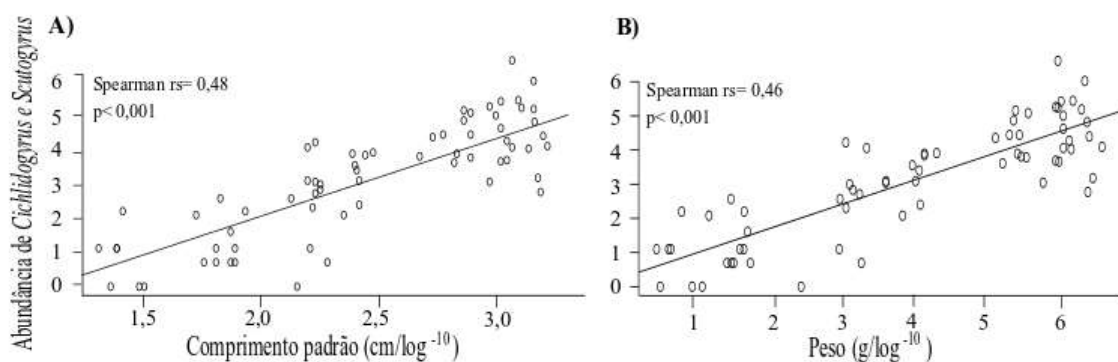 Abundância de Cichlidogyrus e Scutogyrus
A)
Spearman rs= 0,48
p< 0,001
6
5
4
3
2
1
0
1,5 2,0 2,5 3,0
Comprimento padrão (cm/log -10)
B)
Spearman rs= 0,46
p< 0,001
6
5
4
3
2
1
0
1 2 3 4 5 6
Peso (g/log -10)